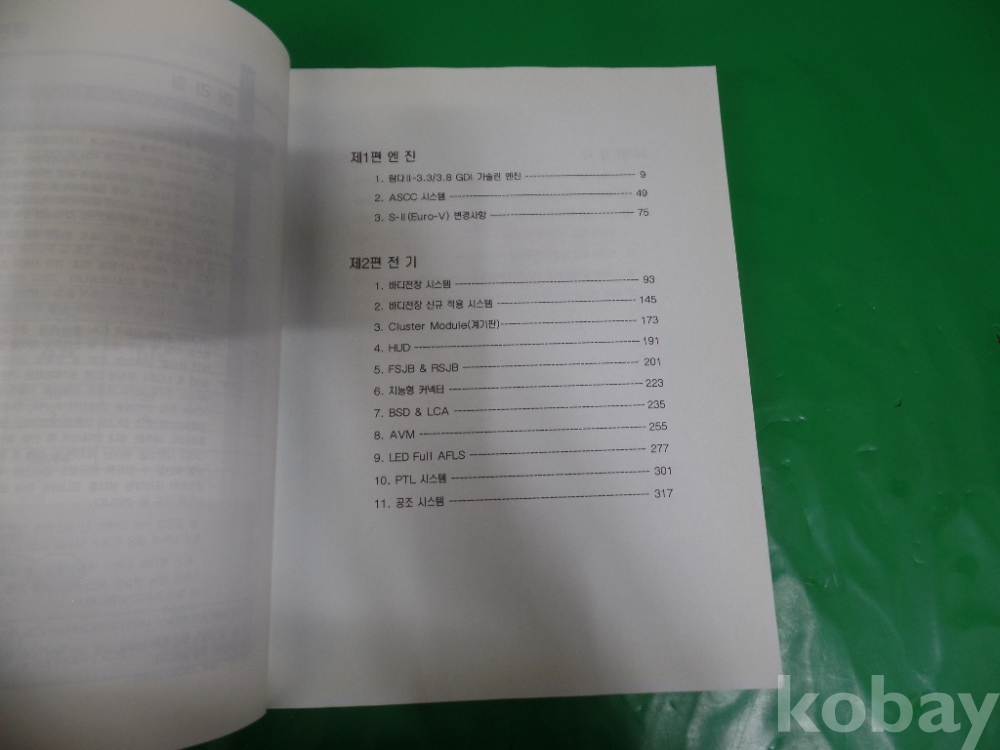 제1편 엔 진
1. 람다II-3.3/3.8 GDI 가솔린 엔진 9
2. ASCC 시스템 49
3. S-II(Euro-V) 변경사항 75
제2편 전 기
1. 바디전장 시스템 93
2. 바디전장 신규 적용 시스템 145
3. Cluster Module(계기판) 173
4. HUD 191
5. FSJB & RSJB 201
6. 지능형 커넥터 223
7. BSD & LCA 235
8. AVM 255
9. LED Full AFLS 277
10. PTL 시스템 301
11. 공조 시스템 317
kobay